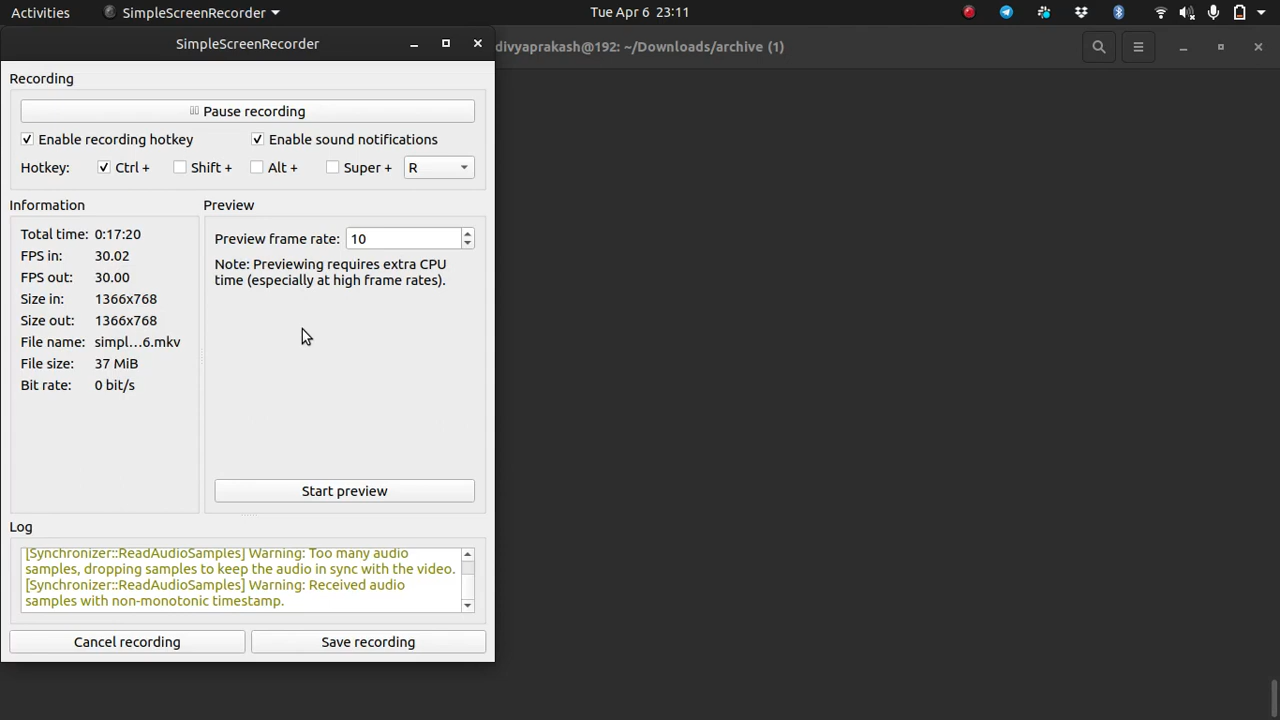 Activities
SimpleScreenRecorder
Tue Apr 6 23:11
SimpleScreenRecorder
divyaprakash@192: ~/Downloads/archive (1)
Recording
Pause recording
Enable recording hotkey
Enable sound notifications
Hotkey:
Ctrl +
Shift +
Alt +
Super +
R
Information
Total time: 0:17:20
FPS in: 30.02
FPS out: 30.00
Size in: 1366x768
Size out: 1366x768
File name: simpl...6.mkv
File size: 37 MiB
Bit rate: 0 bit/s
Preview
Preview frame rate: 10
Note: Previewing requires extra CPU
time (especially at high frame rates).
Start preview
Log
[Synchronizer::ReadAudioSamples] Warning: Too many audio
samples, dropping samples to keep the audio in sync with the video.
[Synchronizer::ReadAudioSamples] Warning: Received audio
samples with non-monotonic timestamp.
Cancel recording
Save recording